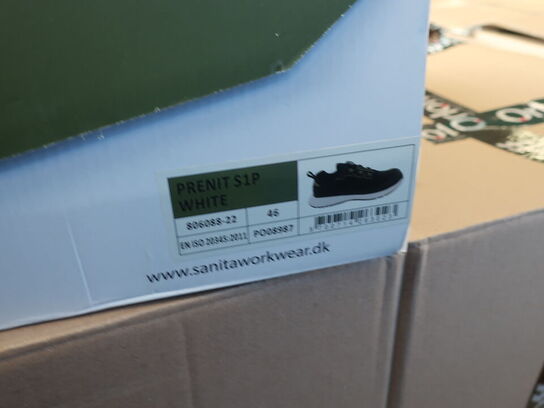 PRENIT S1P
WHITE
806088-22 46
EN ISO 20345:2011 PO08987
www.sanitaworkwear.dk